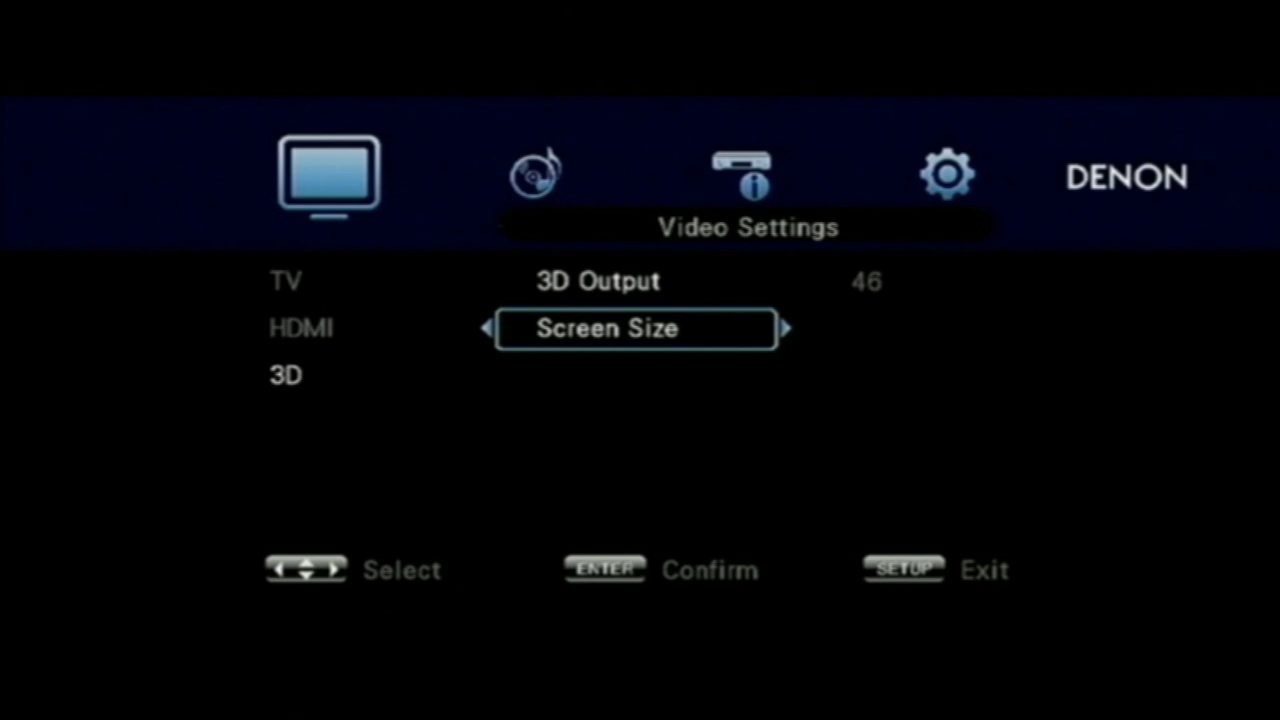 DENON
Video Settings
TV 3D Output 46
HDMI Screen Size
3D
Select ENTER Confirm SETUP Exit